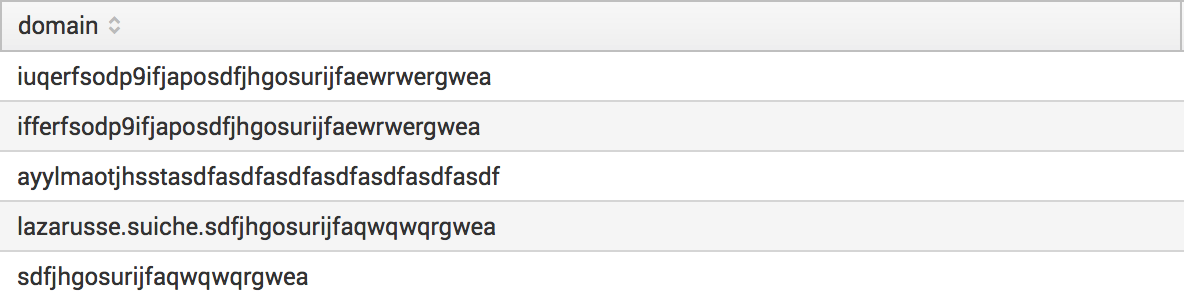 domain
iuqerfsodp9ifjaposdfjhgosurijfaewrwergwea
ifferfsodp9ifjaposdfjhgosurijfaewrwergwea
ayylmaotjhsstasdfasdfasdfasdfasdfasdfasdf
lazarusse.suiche.sdfjhgosurijfaqwqwqrgwea
sdfjhgosurijfaqwqwqrgwea